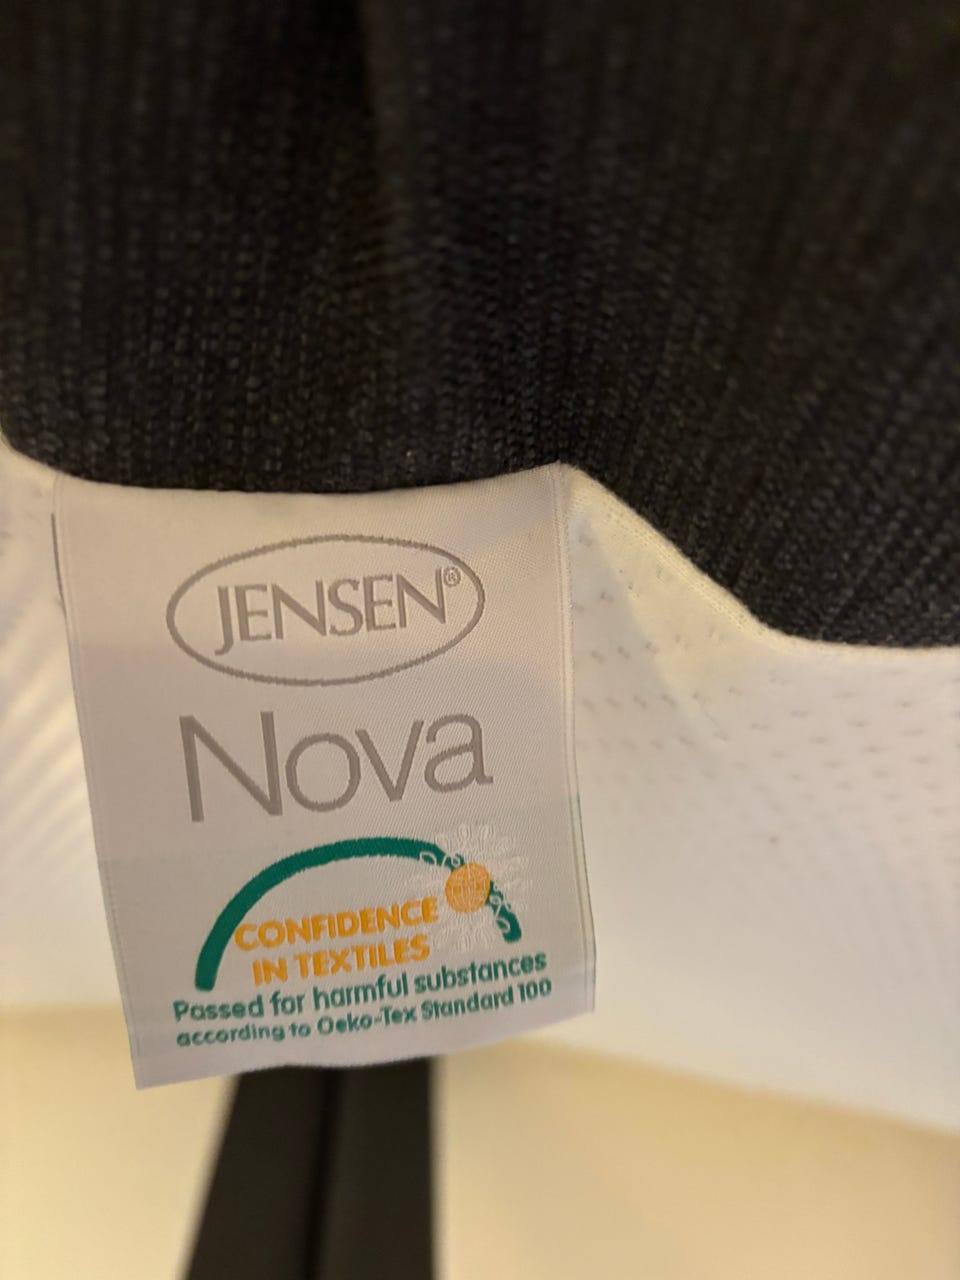 JENSEN®
Nova
CONFIDENCE
IN TEXTILES
Passed for harmful substances
according to Oeko-Tex Standard 100